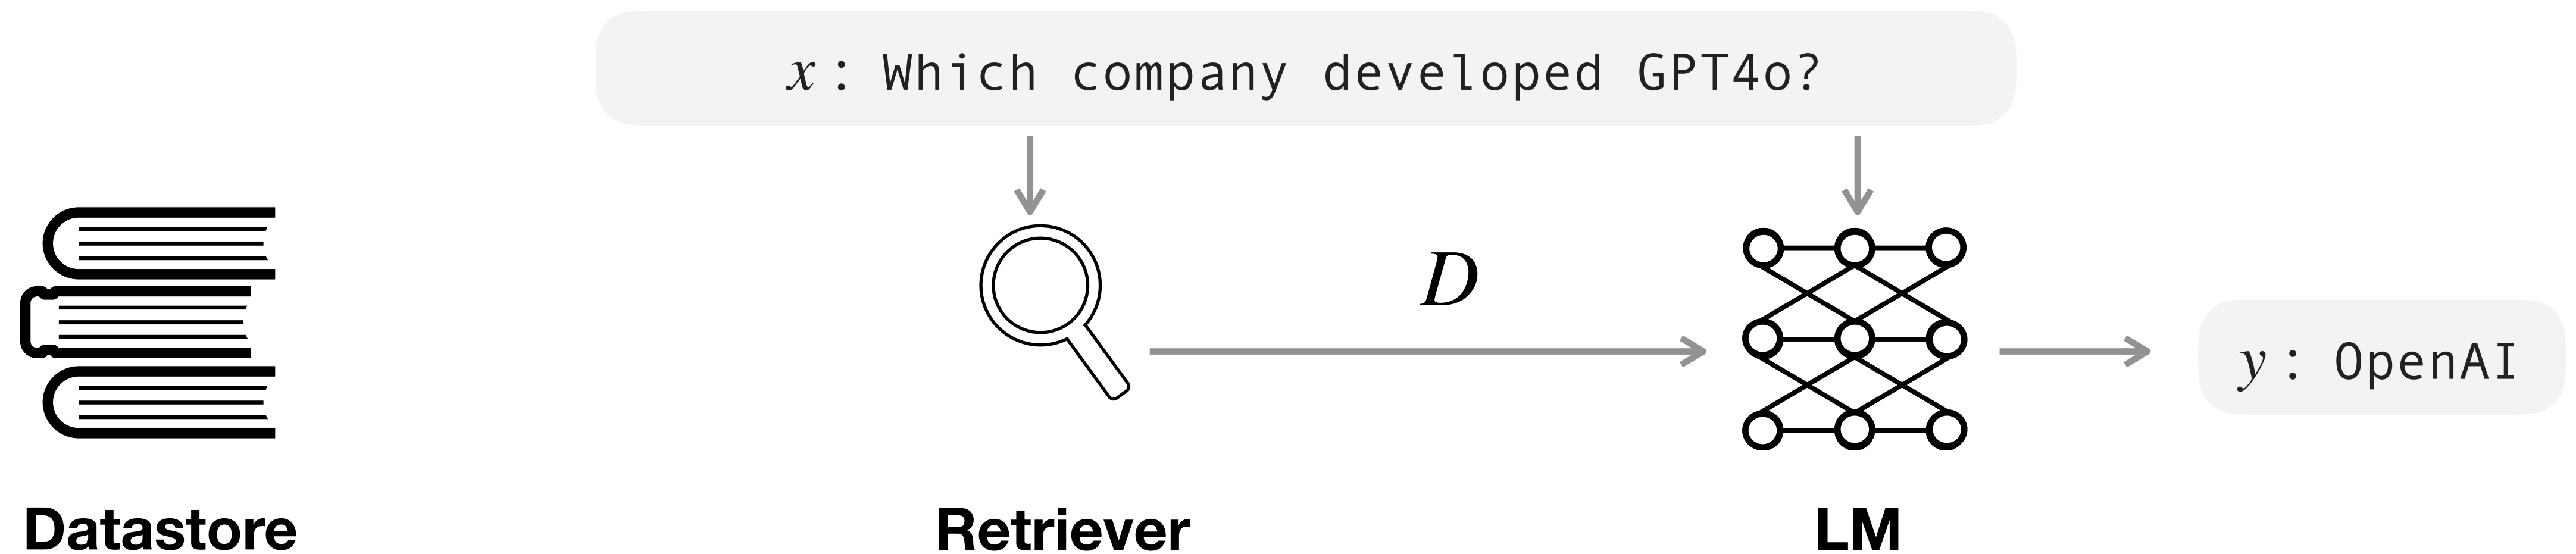 x : Which company developed GPT4o?
D
y : OpenAI
Datastore
Retriever
LM